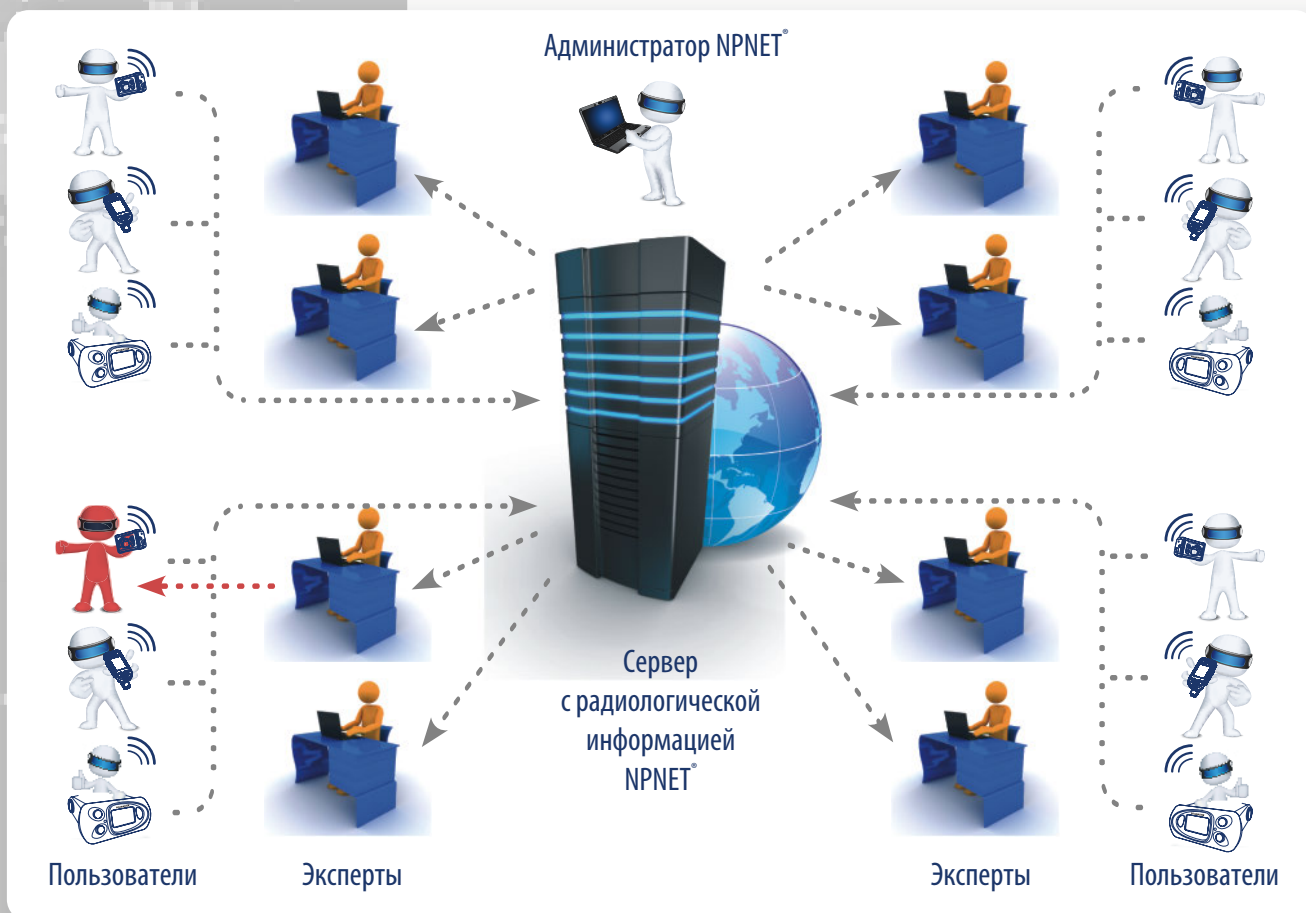 Администратор NPNET®
Сервер
с радиологической
информацией
NPNET®
Пользователи
Эксперты
Эксперты
Пользователи